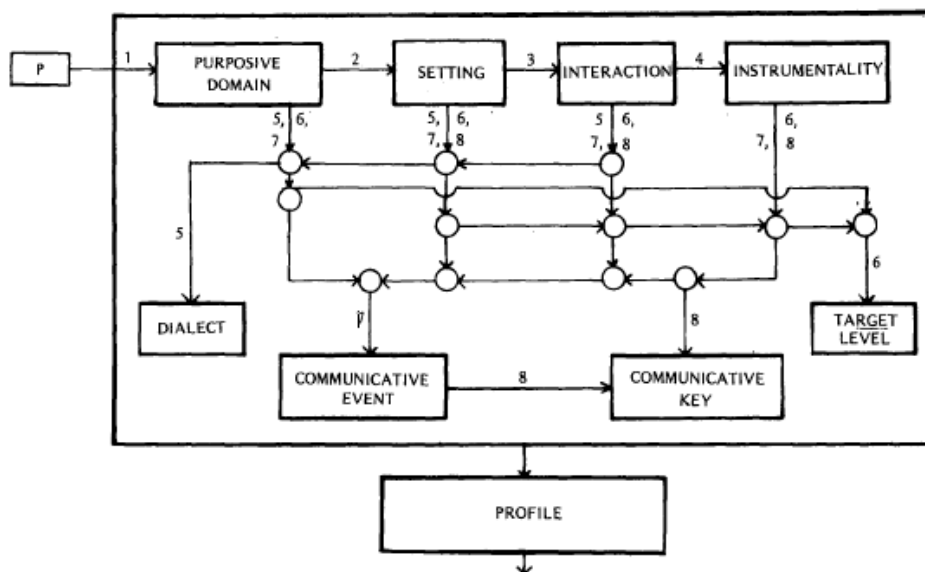 P
1
PURPOSIVE
DOMAIN
2
SETTING
3
INTERACTION
4
INSTRUMENTALITY
5, 6,
7
5, 6,
7, 8
5 6,
7, 8
6,
7, 8
5
6
DIALECT
8
TARGET
LEVEL
COMMUNICATIVE
EVENT
8
COMMUNICATIVE
KEY
PROFILE